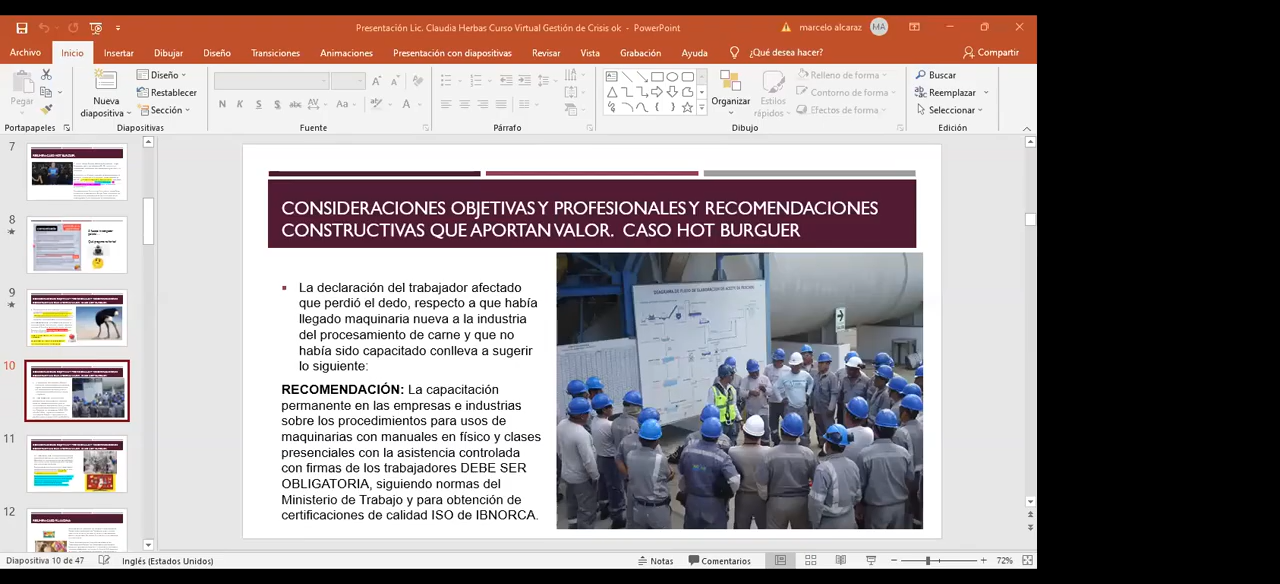 Presentación Lic. Claudia Herbas Curso Virtual Gestión de Crisis ok - PowerPoint
marcelo alcaraz
MA
Archivo
Inicio
Insertar
Dibujar
Diseño
Transiciones
Animaciones
Presentación con diapositivas
Revisar
Vista
Grabación
Ayuda
¿Qué desea hacer?
Compartir
Pegar
Nueva
diapositiva
Diseño
Restablecer
Sección
N K S S abc AV Aa A
Organizar
Estilos
rápidos
Relleno de forma
Contorno de forma
Efectos de forma
Buscar
Reemplazar
Seleccionar
Portapapeles
Diapositivas
Fuente
Párrafo
Dibujo
Edición
7
8
9
10
11
12
CONSIDERACIONES OBJETIVAS Y PROFESIONALES Y RECOMENDACIONES
CONSTRUCTIVAS QUE APORTAN VALOR. CASO HOT BURGUER
La declaración del trabajador afectado
que perdió el dedo, respecto a que había
llegado maquinaria nueva a la industria
del procesamiento de carne y que no
había sido capacitado conlleva a sugerir
lo siguiente:
RECOMENDACIÓN: La capacitación
permanente en las empresas e industrias
sobre los procedimientos para usos de
maquinarias con manuales en físico y clases
presenciales con la asistencia controlada
con firmas de los trabajadores DEBE SER
OBLIGATORIA, siguiendo normas del
Ministerio de Trabajo y para obtención de
certificaciones de calidad ISO de IBNORCA.
Diapositiva 10 de 47
Inglés (Estados Unidos)
Notas
Comentarios
72%